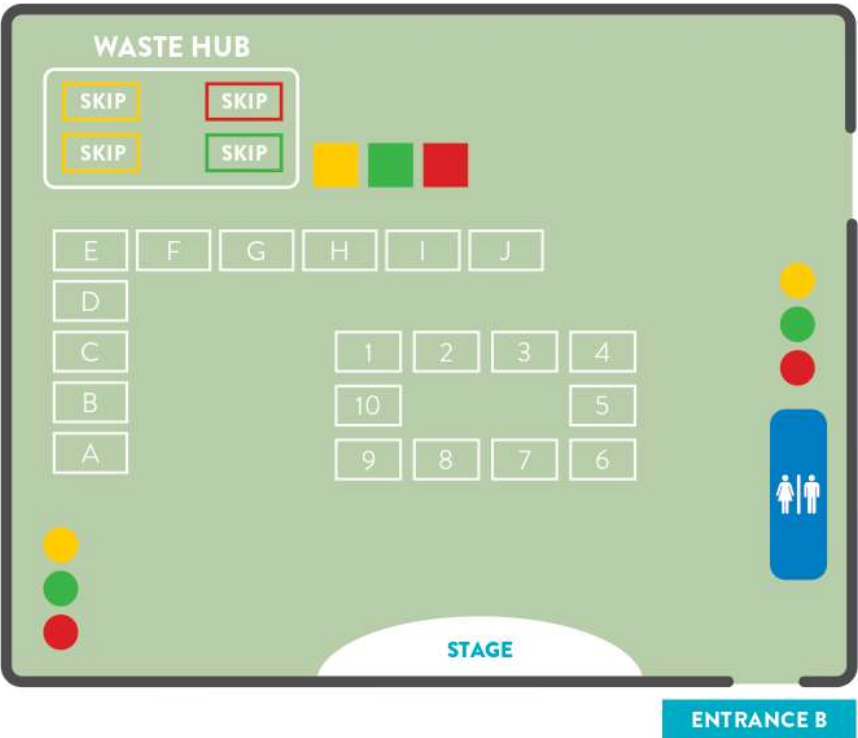 WASTE HUB
SKIP SKIP
SKIP SKIP
E F G H I J
D
C
B
A
1 2 3 4
10 5
9 8 7 6
STAGE
ENTRANCE B